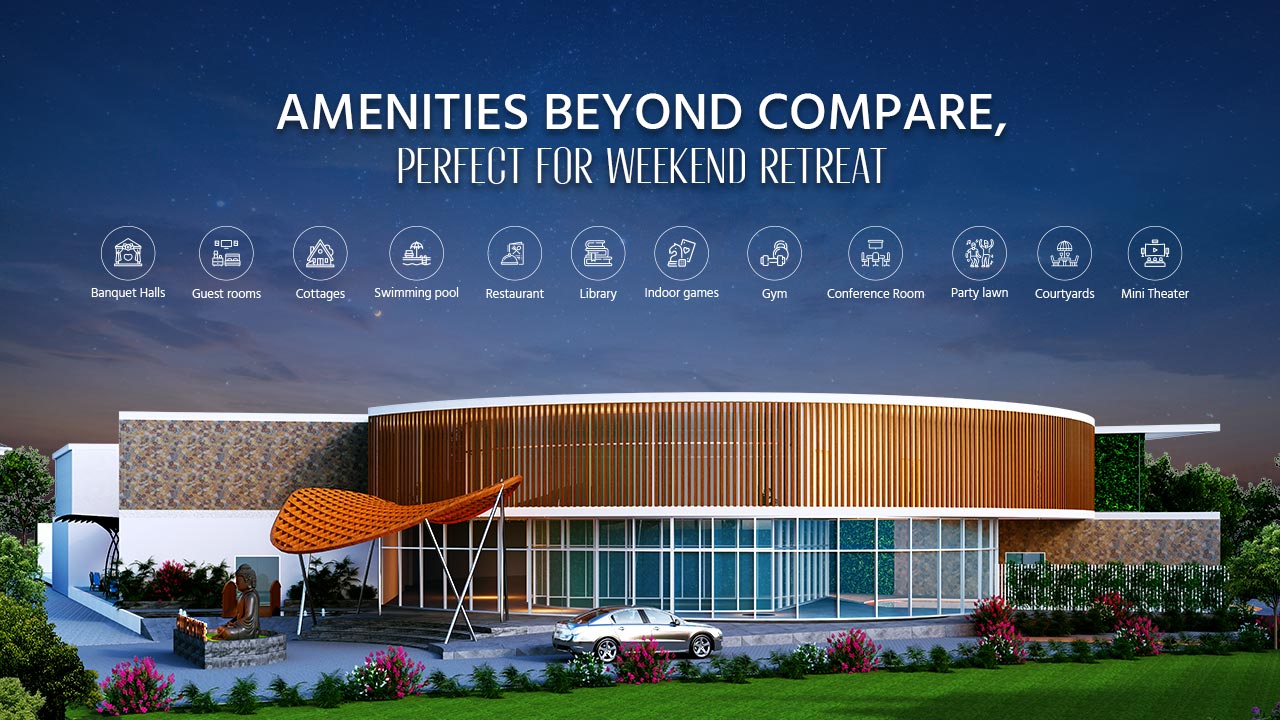 AMENITIES BEYOND COMPARE,
PERFECT FOR WEEKEND RETREAT
Banquet Halls
Guest rooms
Cottages
Swimming pool
Restaurant
Library
Indoor games
Gym
Conference Room
Party lawn
Courtyards
Mini Theater